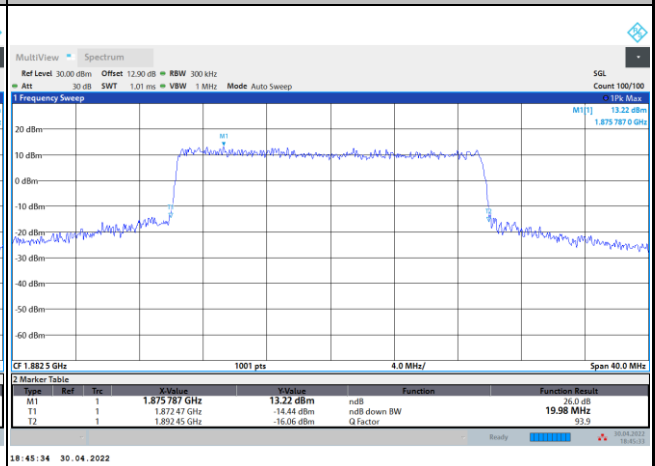 MultiView Spectrum
Ref Level 30.00 dBm Offset 12.90 dB RBW 300 kHz SGL
Att 30 dB SWT 1.01 ms VBW 1 MHz Mode Auto Sweep Count 100/100
1 Frequency Sweep 1Pk Max
M1[1] 13.22 dBm
1.875 787 0 GHz
20 dBm
M1
10 dBm
0 dBm
-10 dBm
-20 dBm
-30 dBm
-40 dBm
-50 dBm
-60 dBm
CF 1.882 5 GHz 1001 pts 4.0 MHz/ Span 40.0 MHz
2 Marker Table
Type Ref Trc X-Value Y-Value Function Function Result
M1 1 1.875 787 GHz 13.22 dBm ndB 26.0 dB
T1 1 1.872 47 GHz -14.44 dBm ndB down BW 19.98 MHz
T2 1 1.892 45 GHz -16.06 dBm Q Factor 93.9
Ready 30.04.2022
18:45:33
18:45:34 30.04.2022